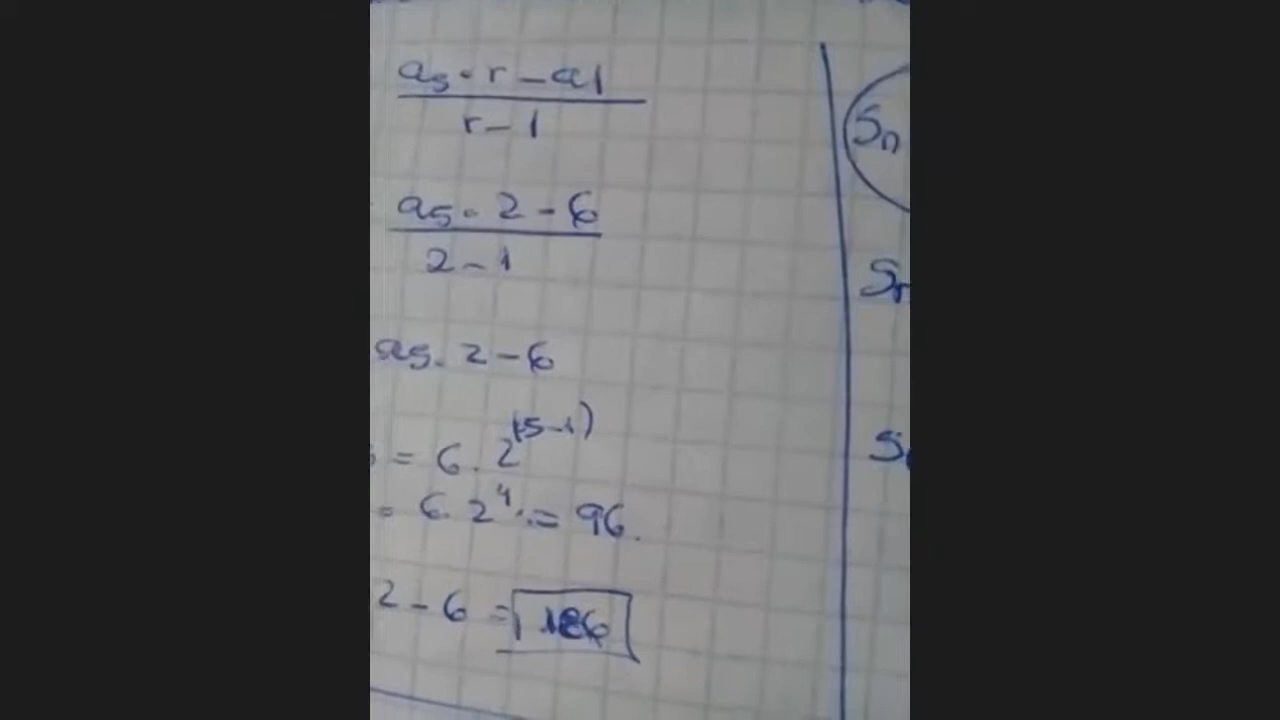 a5 · r - a1
r - 1
a5 · 2 - 6
2 - 1
a5 · 2 - 6
= 6 . 2^(5-1)
= 6 . 2^4 = 96.
2 - 6 = 186
Sn
S
S